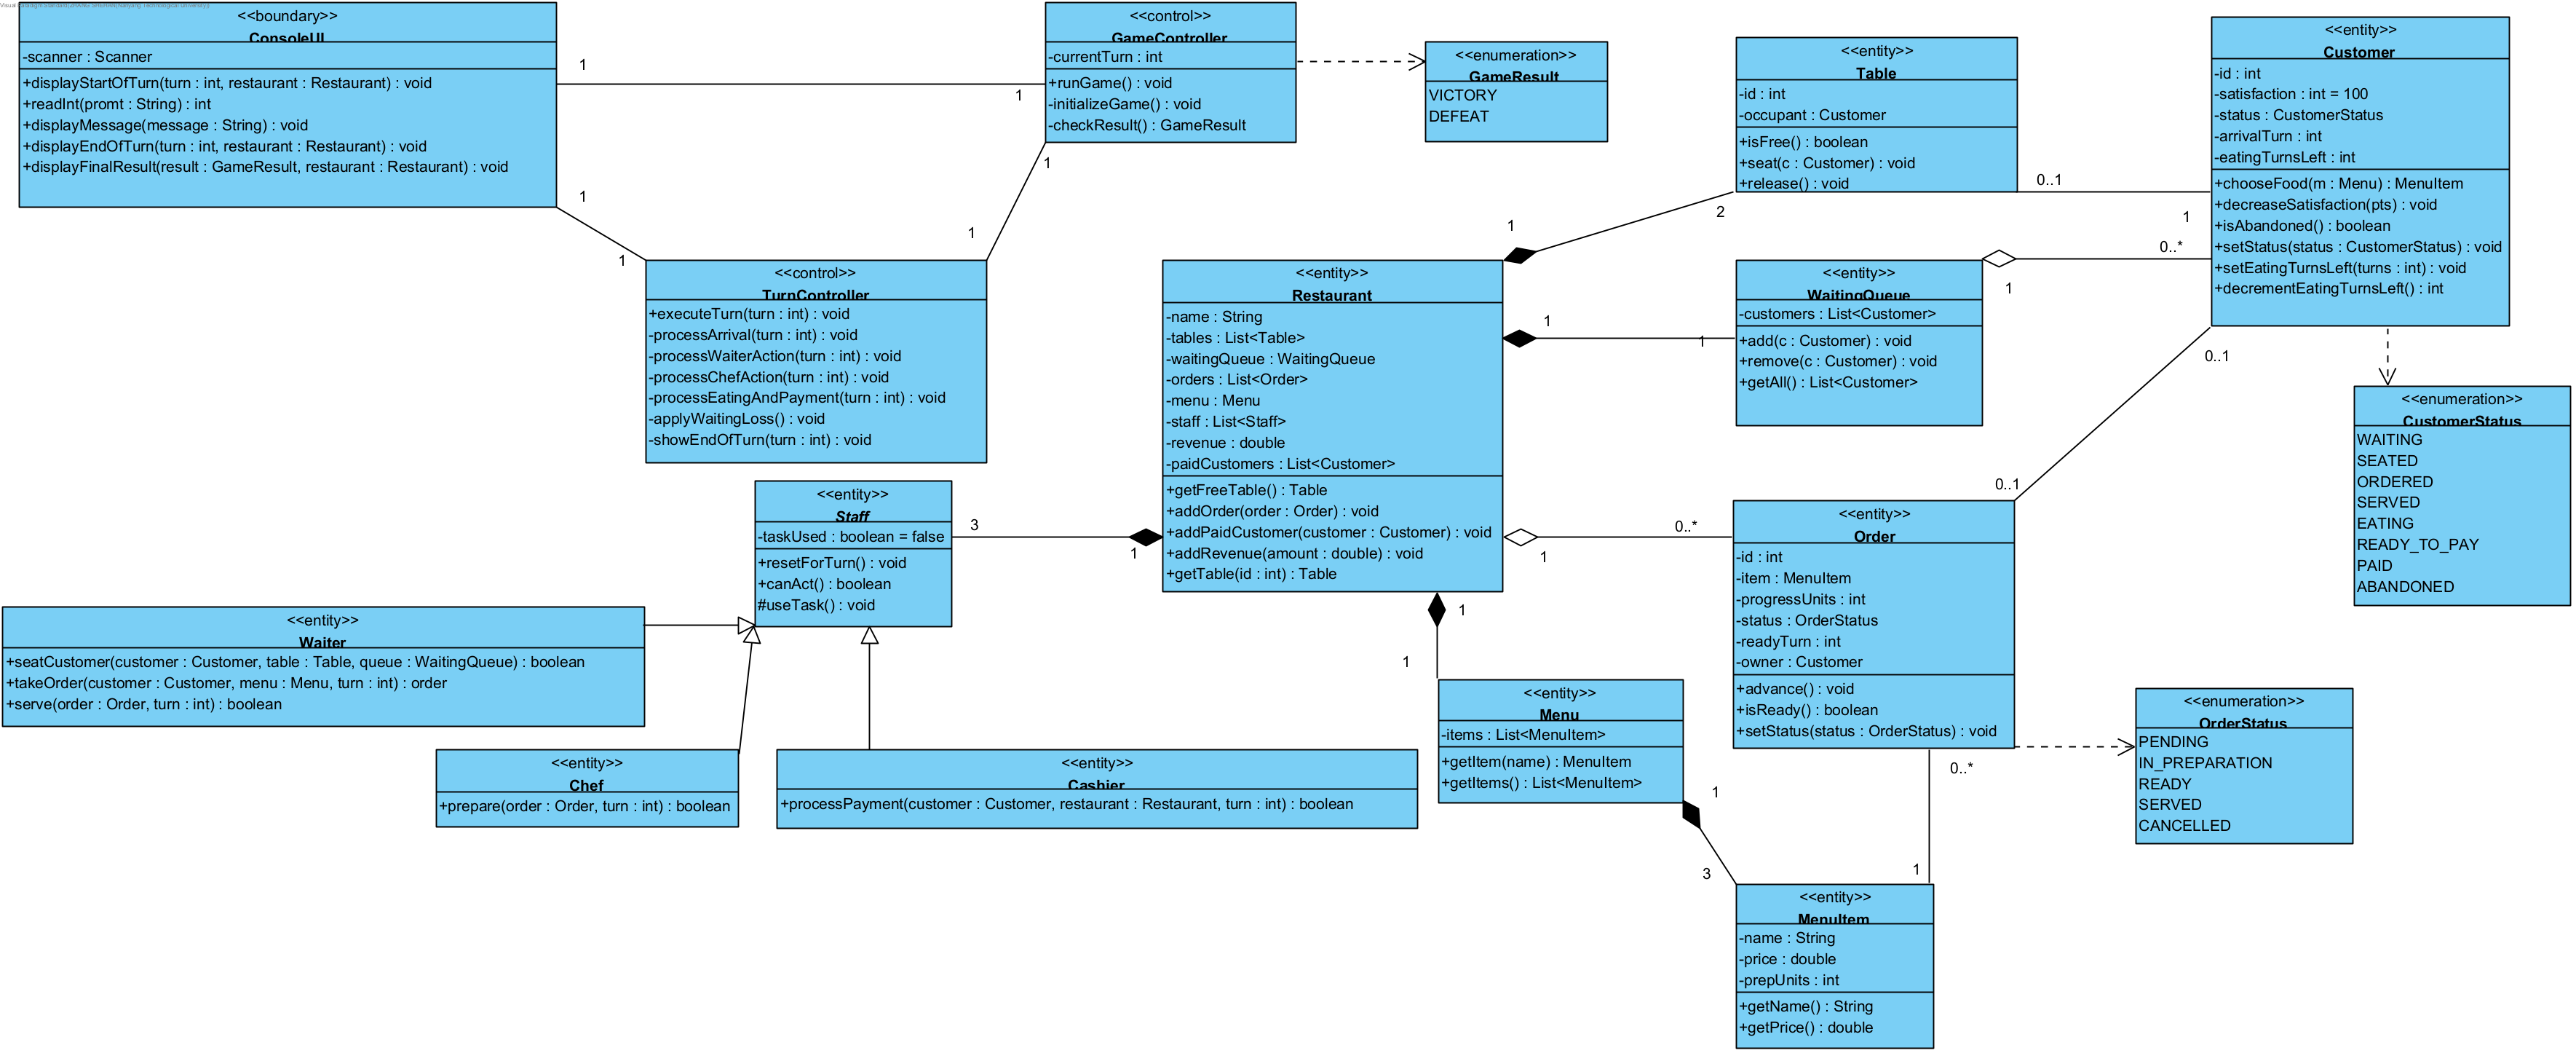 <<boundary>>
ConsoleUI
-scanner : Scanner
+displayStartOfTurn(turn : int, restaurant : Restaurant) : void
+readInt(promt : String) : int
+displayMessage(message : String) : void
+displayEndOfTurn(turn : int, restaurant : Restaurant) : void
+displayFinalResult(result : GameResult, restaurant : Restaurant) : void
1
1
1
1
<<control>>
GameController
-currentTurn : int
+runGame() : void
-initializeGame() : void
-checkResult() : GameResult
1
1
<<enumeration>>
GameResult
VICTORY
DEFEAT
<<control>>
TurnController
+executeTurn(turn : int) : void
-processArrival(turn : int) : void
-processWaiterAction(turn : int) : void
-processChefAction(turn : int) : void
-processEatingAndPayment(turn : int) : void
-applyWaitingLoss() : void
-showEndOfTurn(turn : int) : void
<<entity>>
Table
-id : int
-occupant : Customer
+isFree() : boolean
+seat(c : Customer) : void
+release() : void
0..1
1
1
2
<<entity>>
Customer
-id : int
-satisfaction : int = 100
-status : CustomerStatus
-arrivalTurn : int
-eatingTurnsLeft : int
+chooseFood(m : Menu) : MenuItem
+decreaseSatisfaction(pts) : void
+isAbandoned() : boolean
+setStatus(status : CustomerStatus) : void
+setEatingTurnsLeft(turns : int) : void
+decrementEatingTurnsLeft() : int
<<entity>>
Restaurant
-name : String
-tables : List<Table>
-waitingQueue : WaitingQueue
-orders : List<Order>
-menu : Menu
-staff : List<Staff>
-revenue : double
-paidCustomers : List<Customer>
+getFreeTable() : Table
+addOrder(order : Order) : void
+addPaidCustomer(customer : Customer) : void
+addRevenue(amount : double) : void
+getTable(id : int) : Table
1
1
<<entity>>
WaitingQueue
-customers : List<Customer>
+add(c : Customer) : void
+remove(c : Customer) : void
+getAll() : List<Customer>
0..*
1
0..1
0..1
<<enumeration>>
CustomerStatus
WAITING
SEATED
ORDERED
SERVED
EATING
READY_TO_PAY
PAID
ABANDONED
<<entity>>
Staff
-taskUsed : boolean = false
+resetForTurn() : void
+canAct() : boolean
#useTask() : void
3
1
0..*
1
<<entity>>
Order
-id : int
-item : MenuItem
-progressUnits : int
-status : OrderStatus
-readyTurn : int
-owner : Customer
+advance() : void
+isReady() : boolean
+setStatus(status : OrderStatus) : void
<<entity>>
Waiter
+seatCustomer(customer : Customer, table : Table, queue : WaitingQueue) : boolean
+takeOrder(customer : Customer, menu : Menu, turn : int) : order
+serve(order : Order, turn : int) : boolean
1
1
<<entity>>
Menu
-items : List<MenuItem>
+getItem(name) : MenuItem
+getItems() : List<MenuItem>
<<enumeration>>
OrderStatus
PENDING
IN_PREPARATION
READY
SERVED
CANCELLED
<<entity>>
Chef
+prepare(order : Order, turn : int) : boolean
<<entity>>
Cashier
+processPayment(customer : Customer, restaurant : Restaurant, turn : int) : boolean
0..*
1
1
3
<<entity>>
MenuItem
-name : String
-price : double
-prepUnits : int
+getName() : String
+getPrice() : double